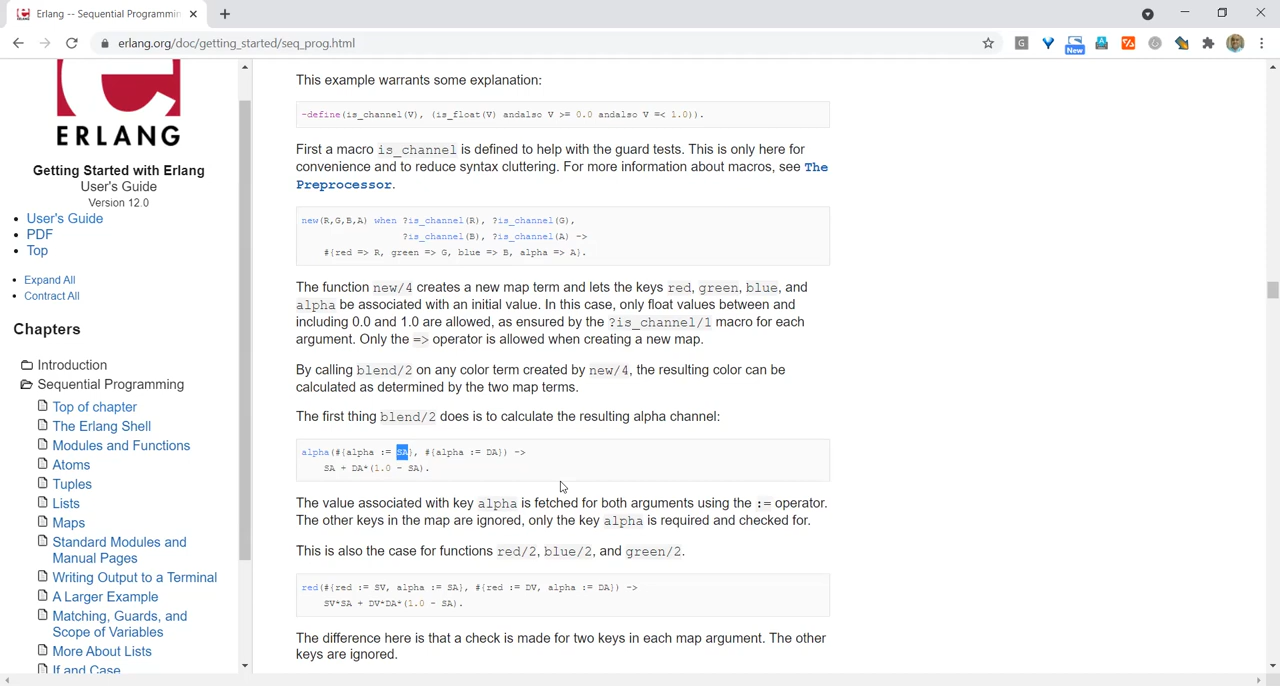 Erlang -- Sequential Programmin
erlang.org/doc/getting_started/seq_prog.html
New
ERLANG
Getting Started with Erlang
User's Guide
Version 12.0
User's Guide
PDF
Top
Expand All
Contract All
Chapters
Introduction
Sequential Programming
Top of chapter
The Erlang Shell
Modules and Functions
Atoms
Tuples
Lists
Maps
Standard Modules and
Manual Pages
Writing Output to a Terminal
A Larger Example
Matching, Guards, and
Scope of Variables
More About Lists
If and Case
This example warrants some explanation:
-define(is_channel(V), (is_float(V) andalso V >= 0.0 andalso V =< 1.0)).
First a macro is_channel is defined to help with the guard tests. This is only here for
convenience and to reduce syntax cluttering. For more information about macros, see The
Preprocessor.
new(R,G,B,A) when ?is_channel(R), ?is_channel(G),
?is_channel(B), ?is_channel(A) ->
#{red => R, green => G, blue => B, alpha => A}.
The function new/4 creates a new map term and lets the keys red, green, blue, and
alpha be associated with an initial value. In this case, only float values between and
including 0.0 and 1.0 are allowed, as ensured by the ?is_channel/1 macro for each
argument. Only the => operator is allowed when creating a new map.
By calling blend/2 on any color term created by new/4, the resulting color can be
calculated as determined by the two map terms.
The first thing blend/2 does is to calculate the resulting alpha channel:
alpha(#{alpha := SA}, #{alpha := DA}) ->
SA + DA*(1.0 - SA).
The value associated with key alpha is fetched for both arguments using the := operator.
The other keys in the map are ignored, only the key alpha is required and checked for.
This is also the case for functions red/2, blue/2, and green/2.
red(#{red := SV, alpha := SA}, #{red := DV, alpha := DA}) ->
SV*SA + DV*DA*(1.0 - SA).
The difference here is that a check is made for two keys in each map argument. The other
keys are ignored.